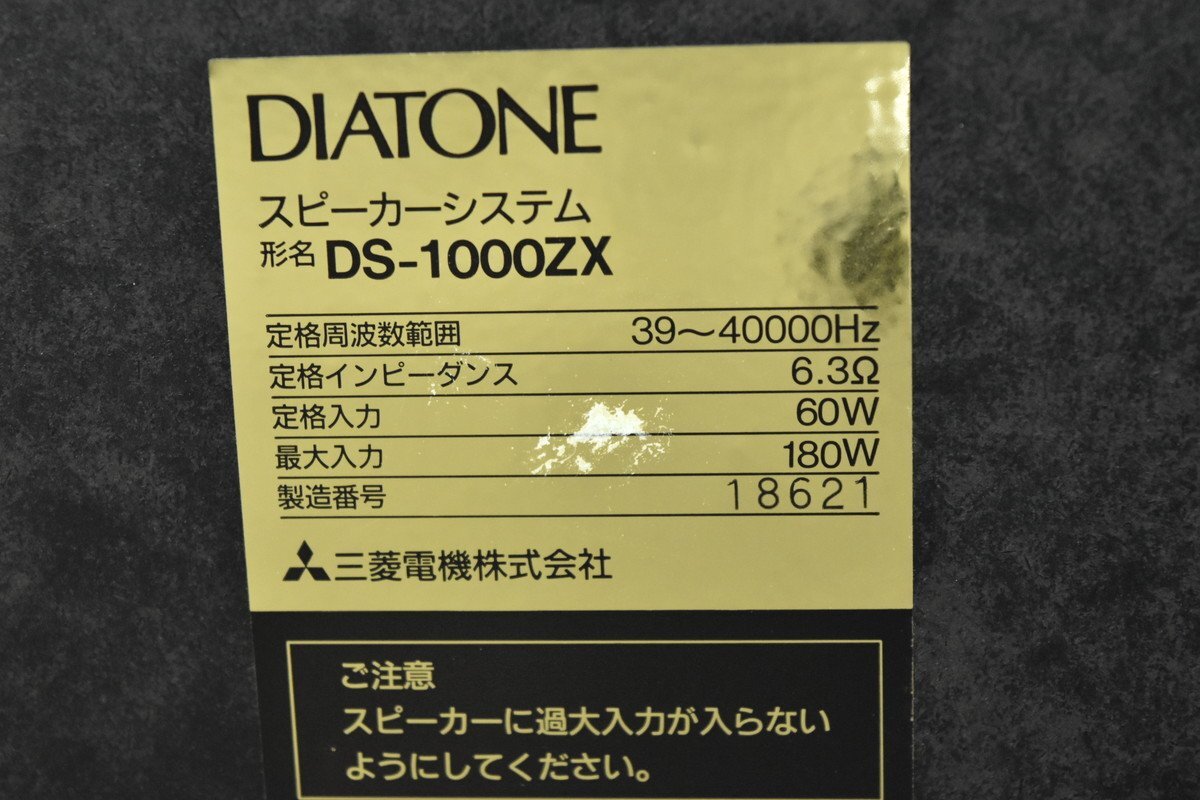 DIATONE
スピーカーシステム
形名 DS-1000ZX
定格周波数範囲 39～40000Hz
定格インピーダンス 6.3Ω
定格入力 60W
最大入力 180W
製造番号 18621
三菱電機株式会社
ご注意
スピーカーに過大入力が入らない
ようにしてください。